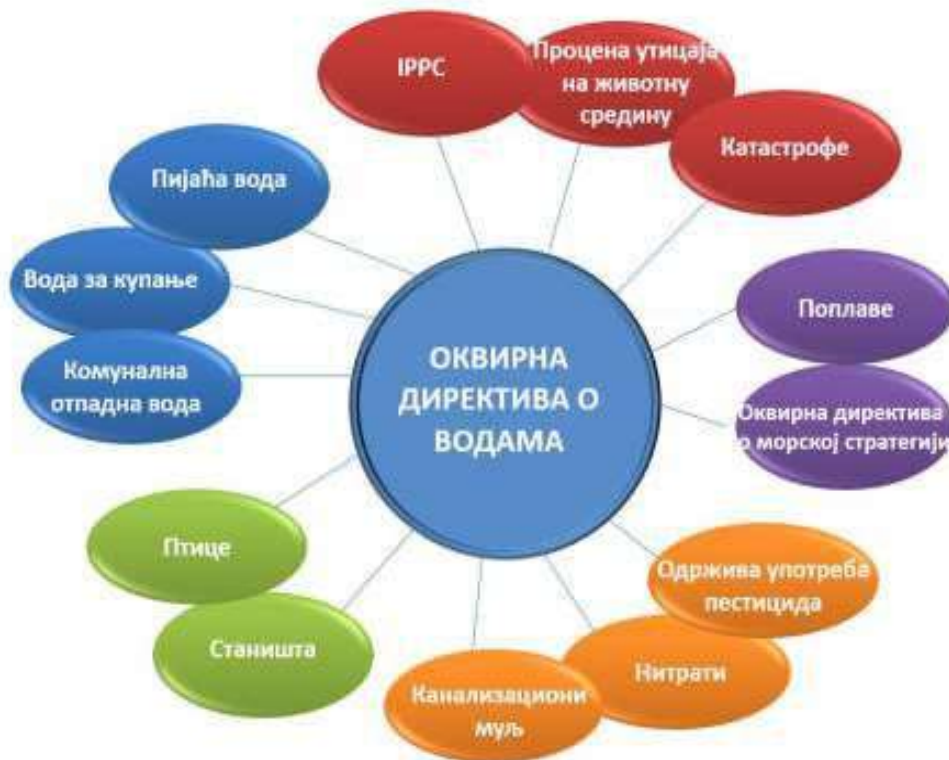 IPPC
Процена утицаја
на животну
средину
Катастрофе
Пијаћа вода
Вода за купање
Комунална
отпадна вода
ОКВИРНА
ДИРЕКТИВА О
ВОДАМА
Поплаве
Оквирна директива
о морској стратегији
Птице
Станишта
Одржива употреба
пестицида
Нитрати
Канализациони
муљ